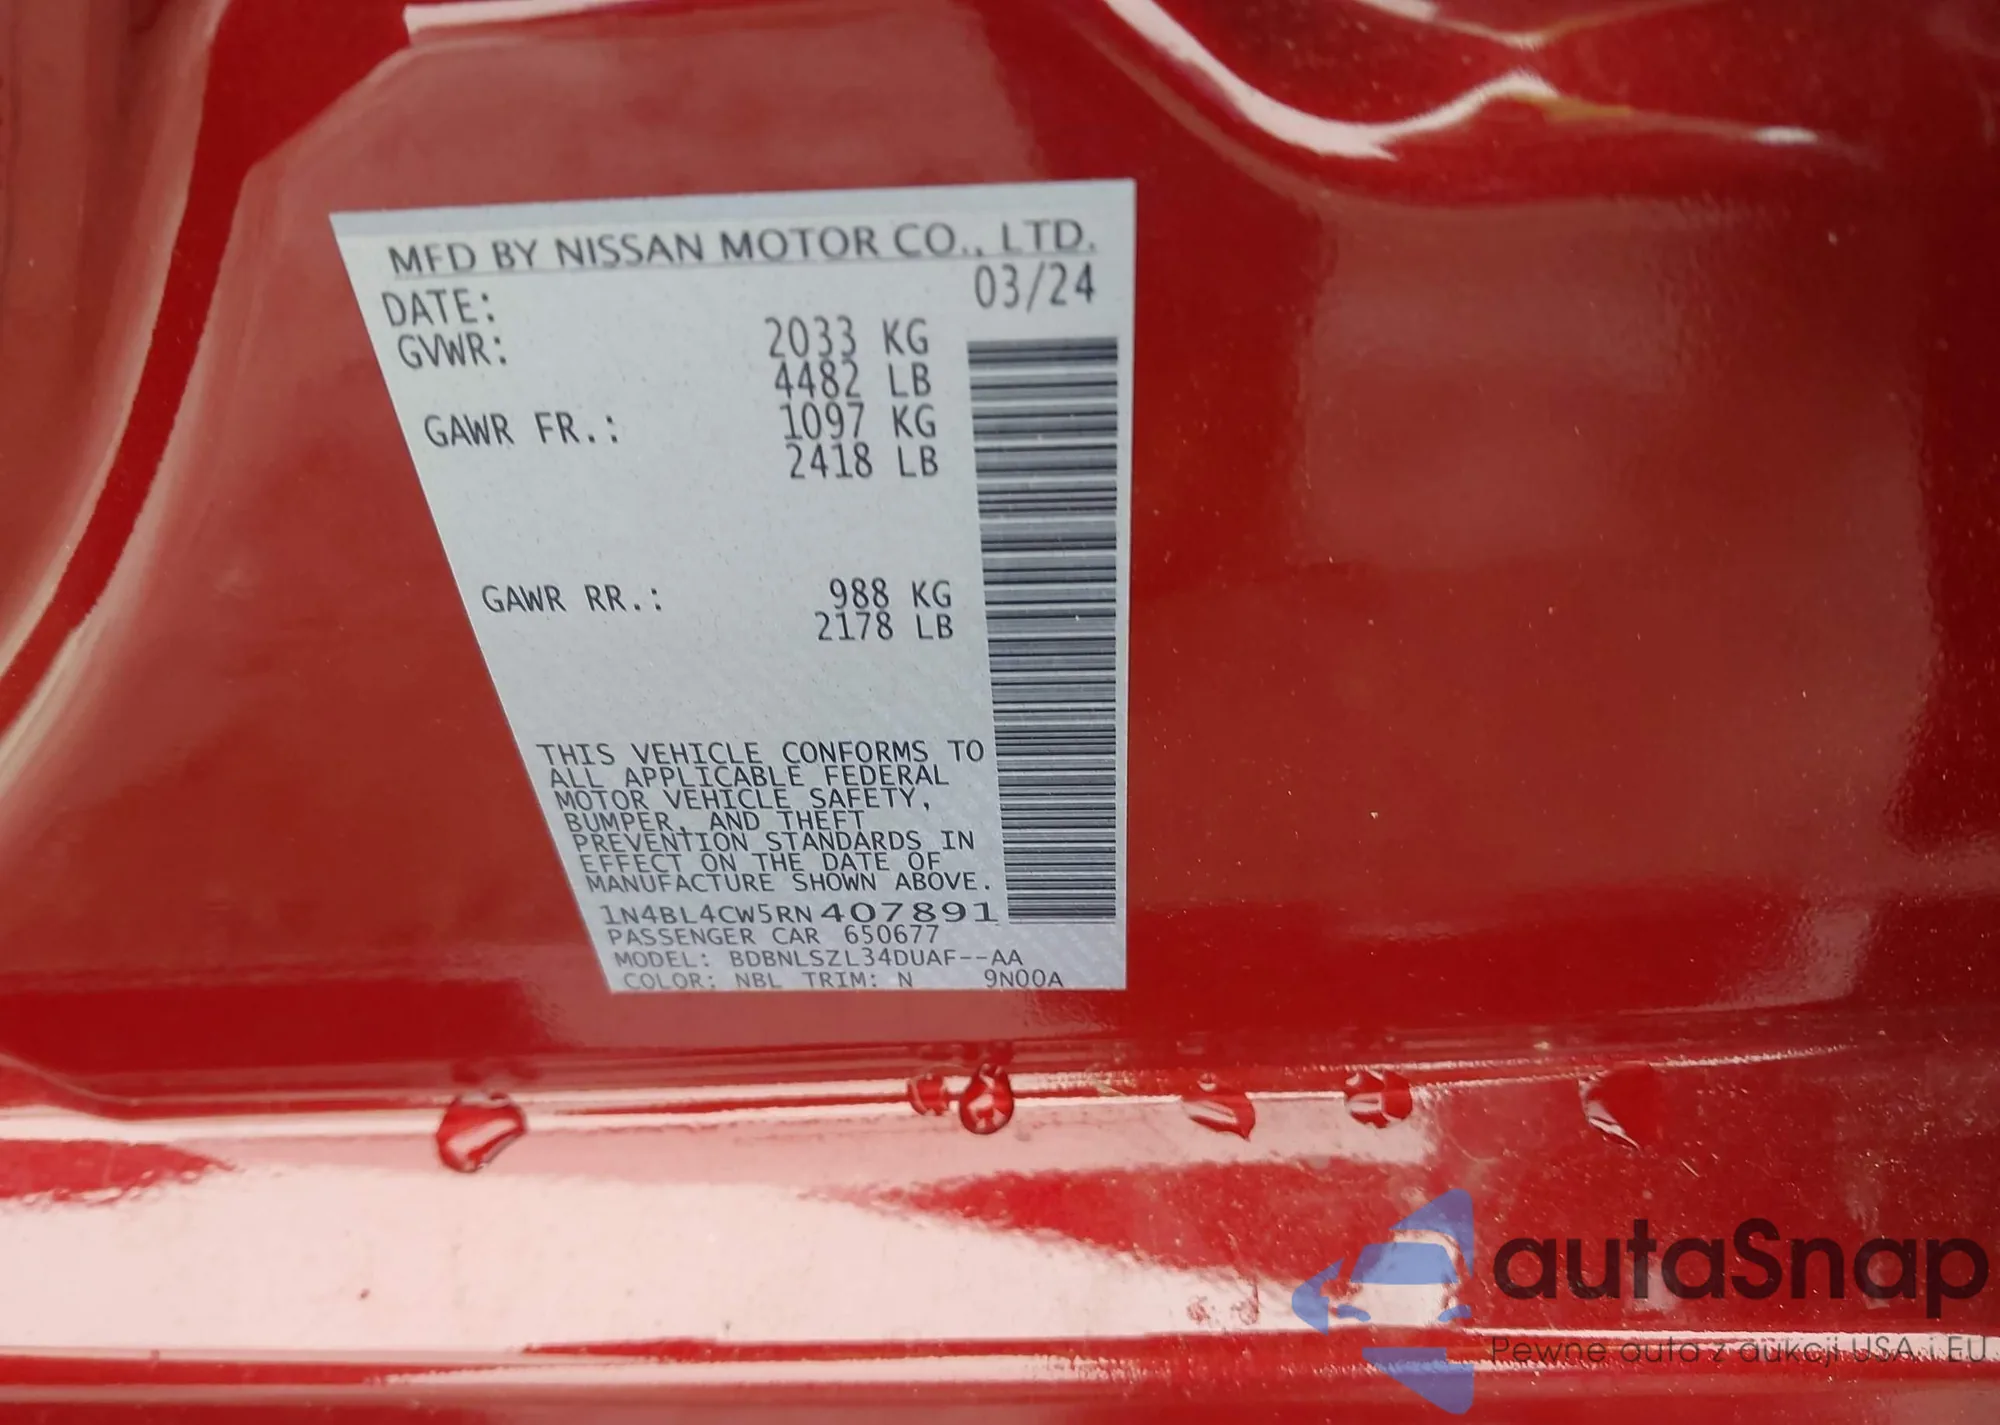 MFD BY NISSAN MOTOR CO., LTD.
DATE: 03/24
GVWR: 2033 KG
4482 LB
GAWR FR.: 1097 KG
2418 LB
GAWR RR.: 988 KG
2178 LB
THIS VEHICLE CONFORMS TO
ALL APPLICABLE FEDERAL
MOTOR VEHICLE SAFETY,
BUMPER, AND THEFT
PREVENTION STANDARDS IN
EFFECT ON THE DATE OF
MANUFACTURE SHOWN ABOVE.
1N4BL4CW5RN407891
PASSENGER CAR 650677
MODEL: BDBNLSZL34DUAF--AA
COLOR: NBL TRIM: N 9N00A
autaSnap
Pewne auta z aukcji USA i EU